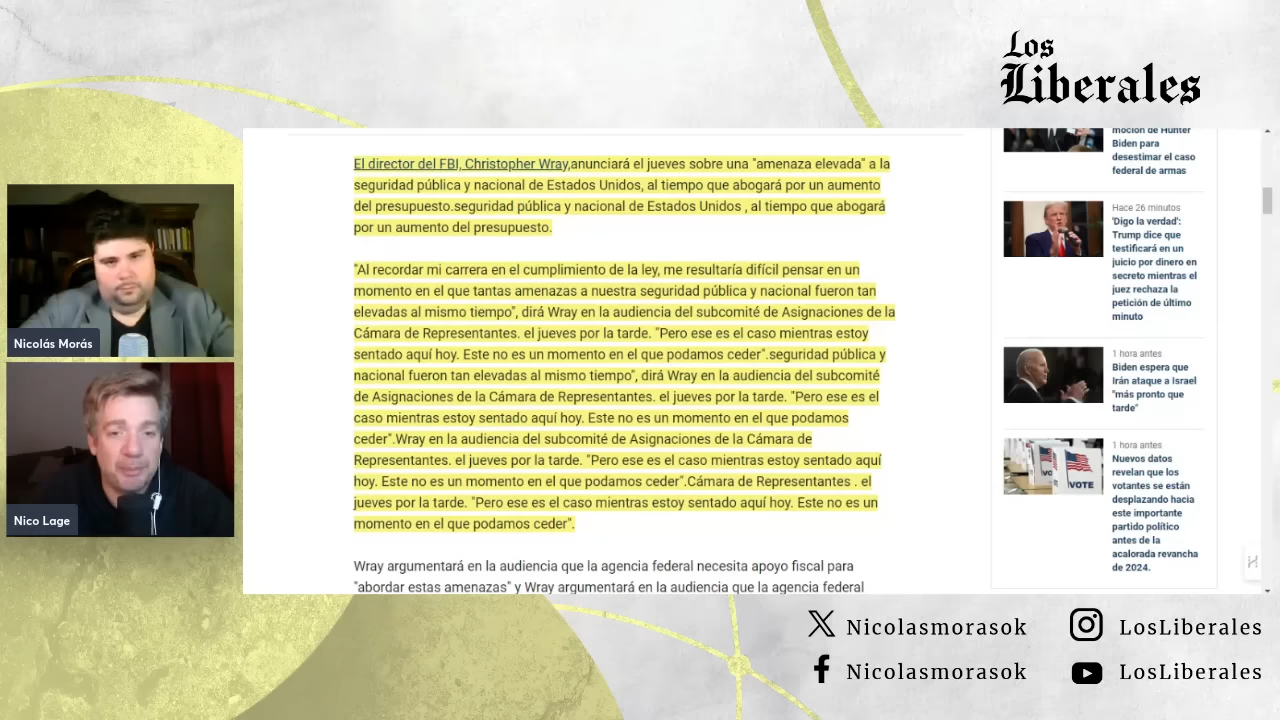 Los
Liberales
El director del FBI, Christopher Wray,anunciará el jueves sobre una "amenaza elevada" a la
seguridad pública y nacional de Estados Unidos, al tiempo que abogará por un aumento
del presupuesto.seguridad pública y nacional de Estados Unidos , al tiempo que abogará
por un aumento del presupuesto.
"Al recordar mi carrera en el cumplimiento de la ley, me resultaría difícil pensar en un
momento en el que tantas amenazas a nuestra seguridad pública y nacional fueron tan
elevadas al mismo tiempo", dirá Wray en la audiencia del subcomité de Asignaciones de la
Cámara de Representantes. el jueves por la tarde. "Pero ese es el caso mientras estoy
sentado aquí hoy. Este no es un momento en el que podamos ceder".seguridad pública y
nacional fueron tan elevadas al mismo tiempo", dirá Wray en la audiencia del subcomité
de Asignaciones de la Cámara de Representantes. el jueves por la tarde. "Pero ese es el
caso mientras estoy sentado aquí hoy. Este no es un momento en el que podamos
ceder".Wray en la audiencia del subcomité de Asignaciones de la Cámara de
Representantes. el jueves por la tarde. "Pero ese es el caso mientras estoy sentado aquí
hoy. Este no es un momento en el que podamos ceder".Cámara de Representantes . el
jueves por la tarde. "Pero ese es el caso mientras estoy sentado aquí hoy. Este no es un
momento en el que podamos ceder".
Wray argumentará en la audiencia que la agencia federal necesita apoyo fiscal para
"abordar estas amenazas" y Wray argumentará en la audiencia que la agencia federal
moción de Hunter
Biden para
desestimar el caso
federal de armas
Hace 26 minutos
'Digo la verdad':
Trump dice que
testificará en un
juicio por dinero en
secreto mientras el
juez rechaza la
petición de último
minuto
1 hora antes
Biden espera que
Irán ataque a Israel
"más pronto que
tarde"
1 hora antes
Nuevos datos
revelan que los
votantes se están
desplazando hacia
este importante
partido político
antes de la
acalorada revancha
de 2024.
VOTE
Nicolás Morás
Nico Lage
Nicolasmorasok
LosLiberales
Nicolasmorasok
LosLiberales